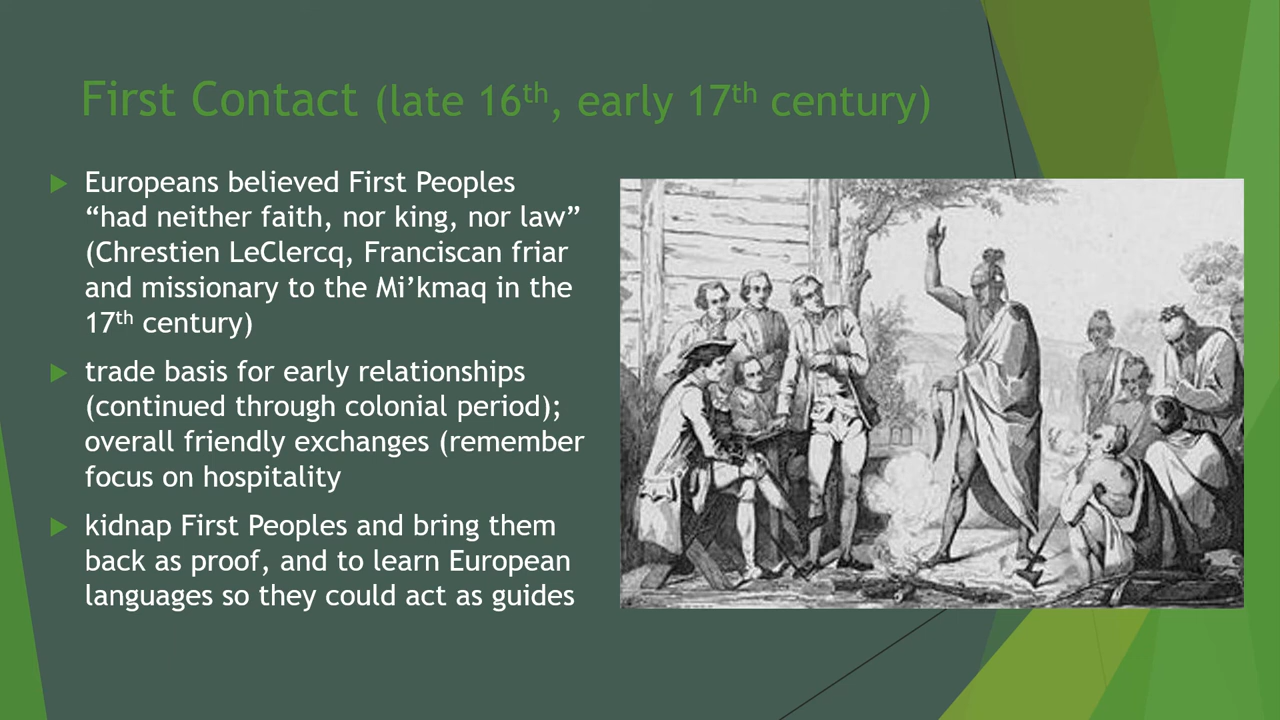 First Contact (late 16th, early 17th century)
Europeans believed First Peoples
“had neither faith, nor king, nor law”
(Chrestien LeClercq, Franciscan friar
and missionary to the Mi’kmaq in the
17th century)
trade basis for early relationships
(continued through colonial period);
overall friendly exchanges (remember
focus on hospitality
kidnap First Peoples and bring them
back as proof, and to learn European
languages so they could act as guides